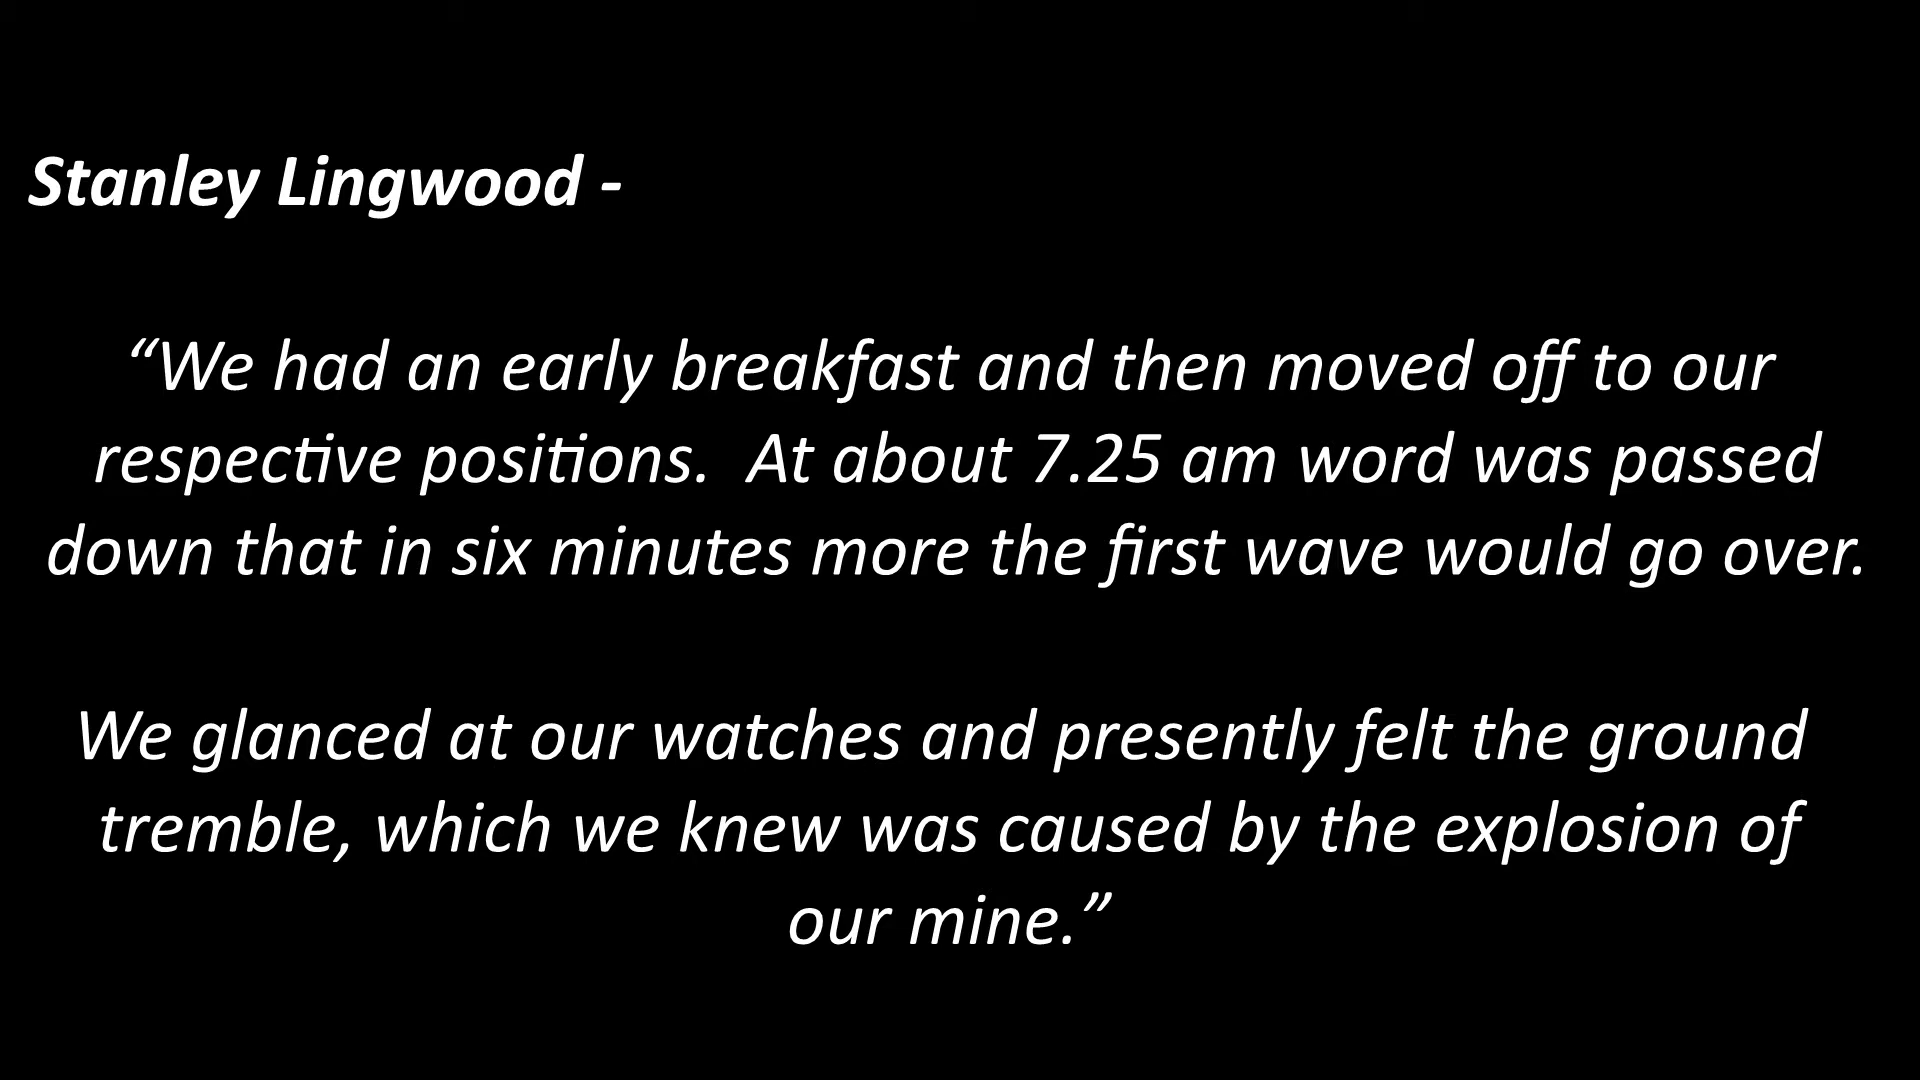 Stanley Lingwood -
“We had an early breakfast and then moved off to our
respective positions.  At about 7.25 am word was passed
down that in six minutes more the first wave would go over.
We glanced at our watches and presently felt the ground
tremble, which we knew was caused by the explosion of
our mine.”